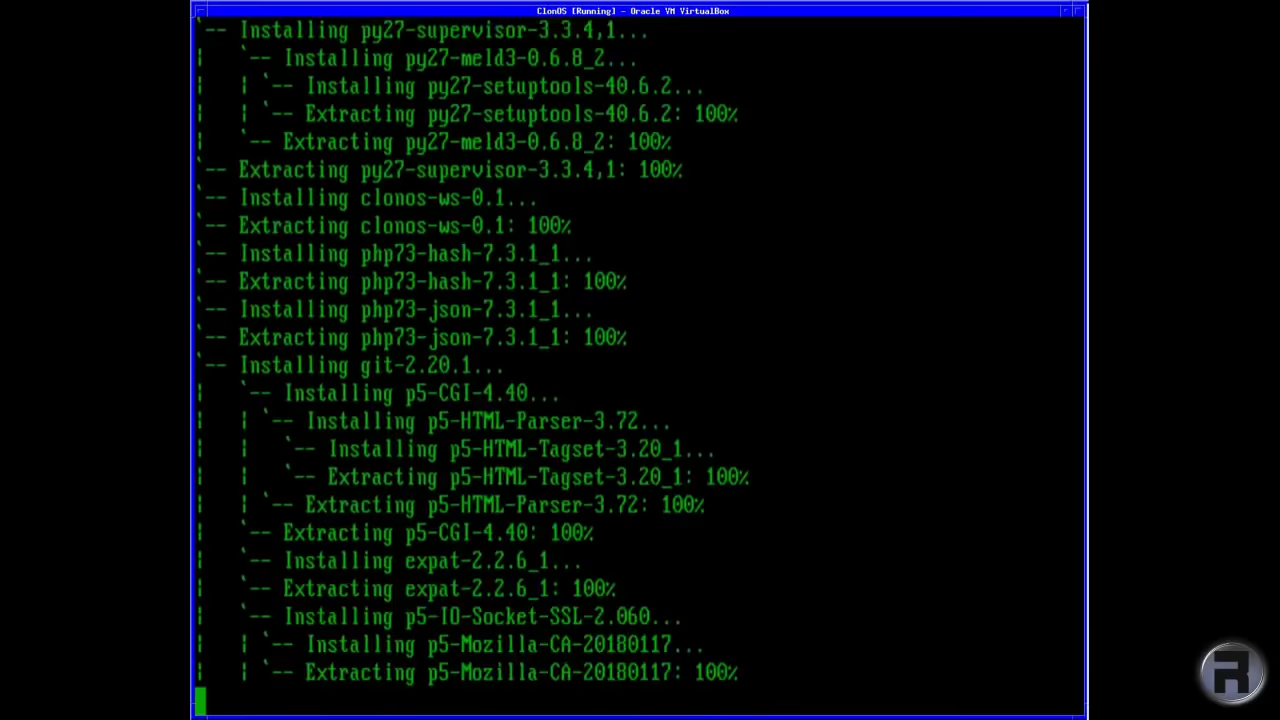 ClonOS [Running] - Oracle VM VirtualBox
`-- Installing py27-supervisor-3.3.4,1...
|   `-- Installing py27-meld3-0.6.8_2...
|   | `-- Installing py27-setuptools-40.6.2...
|   | `-- Extracting py27-setuptools-40.6.2: 100%
|   `-- Extracting py27-meld3-0.6.8_2: 100%
`-- Extracting py27-supervisor-3.3.4,1: 100%
`-- Installing clonos-ws-0.1...
`-- Extracting clonos-ws-0.1: 100%
`-- Installing php73-hash-7.3.1_1...
`-- Extracting php73-hash-7.3.1_1: 100%
`-- Installing php73-json-7.3.1_1...
`-- Extracting php73-json-7.3.1_1: 100%
`-- Installing git-2.20.1...
|   `-- Installing p5-CGI-4.40...
|   | `-- Installing p5-HTML-Parser-3.72...
|   |   `-- Installing p5-HTML-Tagset-3.20_1...
|   |   `-- Extracting p5-HTML-Tagset-3.20_1: 100%
|   | `-- Extracting p5-HTML-Parser-3.72: 100%
|   `-- Extracting p5-CGI-4.40: 100%
|   `-- Installing expat-2.2.6_1...
|   `-- Extracting expat-2.2.6_1: 100%
|   `-- Installing p5-IO-Socket-SSL-2.060...
|   | `-- Installing p5-Mozilla-CA-20180117...
|   | `-- Extracting p5-Mozilla-CA-20180117: 100%
R